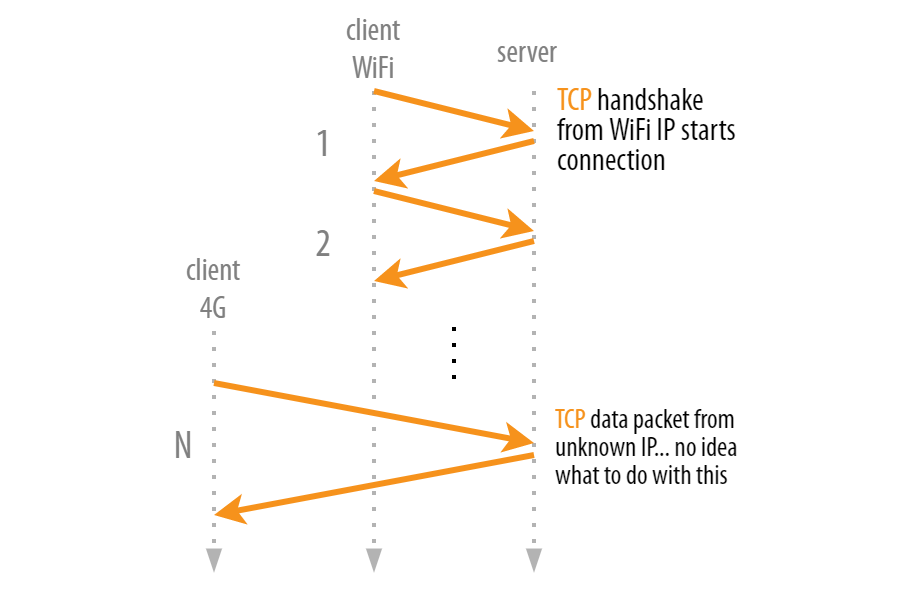 client
WiFi
server
TCP handshake
from WiFi IP starts
connection
1
2
client
4G
TCP data packet from
unknown IP... no idea
what to do with this
N